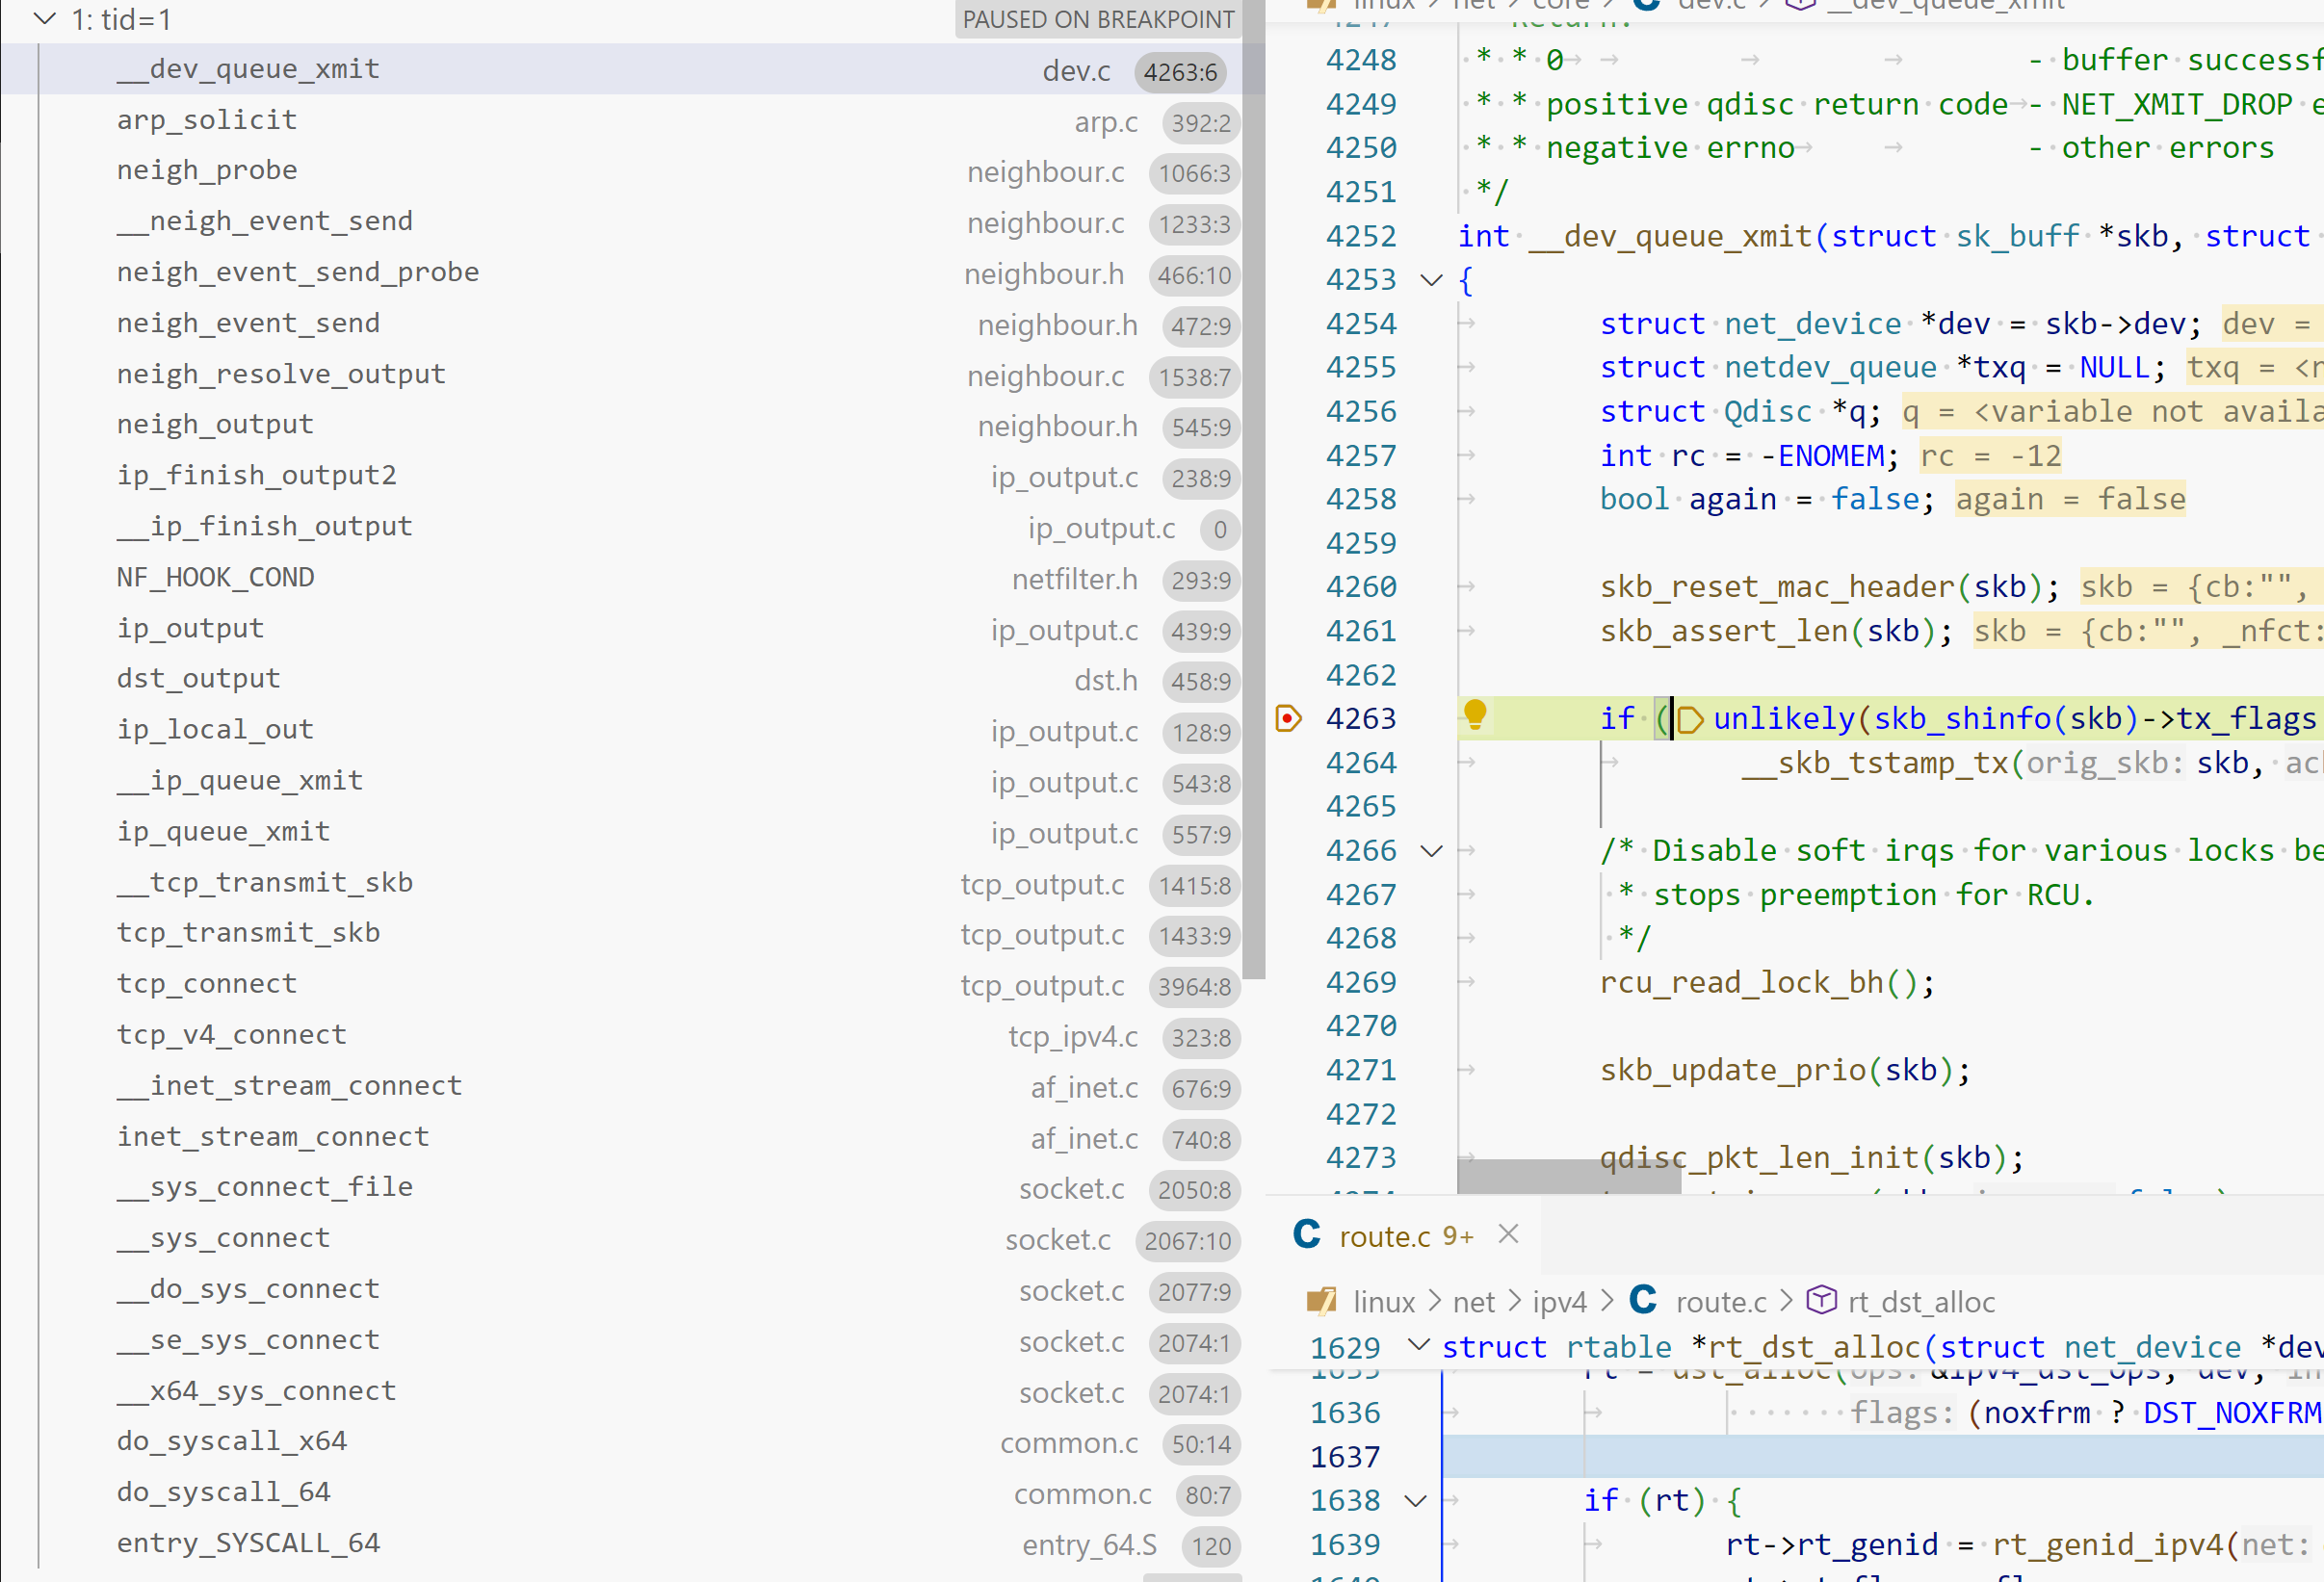 1: tid=1 PAUSED ON BREAKPOINT
__dev_queue_xmit dev.c 4263:6
arp_solicit arp.c 392:2
neigh_probe neighbour.c 1066:3
__neigh_event_send neighbour.c 1233:3
neigh_event_send_probe neighbour.h 466:10
neigh_event_send neighbour.h 472:9
neigh_resolve_output neighbour.c 1538:7
neigh_output neighbour.h 545:9
ip_finish_output2 ip_output.c 238:9
__ip_finish_output ip_output.c 0
NF_HOOK_COND netfilter.h 293:9
ip_output ip_output.c 439:9
dst_output dst.h 458:9
ip_local_out ip_output.c 128:9
__ip_queue_xmit ip_output.c 543:8
ip_queue_xmit ip_output.c 557:9
__tcp_transmit_skb tcp_output.c 1415:8
tcp_transmit_skb tcp_output.c 1433:9
tcp_connect tcp_output.c 3964:8
tcp_v4_connect tcp_ipv4.c 323:8
__inet_stream_connect af_inet.c 676:9
inet_stream_connect af_inet.c 740:8
__sys_connect_file socket.c 2050:8
__sys_connect socket.c 2067:10
__do_sys_connect socket.c 2077:9
__se_sys_connect socket.c 2074:1
__x64_sys_connect socket.c 2074:1
do_syscall_x64 common.c 50:14
do_syscall_64 common.c 80:7
entry_SYSCALL_64 entry_64.S 120
linux > net > core > C dev.c > __dev_queue_xmit
4247 Return:
4248 * * 0 - buffer successf
4249 * * positive qdisc return code - NET_XMIT_DROP e
4250 * * negative errno - other errors
4251 */
4252 int __dev_queue_xmit(struct sk_buff *skb, struct
4253 {
4254 struct net_device *dev = skb->dev; dev =
4255 struct netdev_queue *txq = NULL; txq = <n
4256 struct Qdisc *q; q = <variable not availa
4257 int rc = -ENOMEM; rc = -12
4258 bool again = false; again = false
4259
4260 skb_reset_mac_header(skb); skb = {cb:"",
4261 skb_assert_len(skb); skb = {cb:"", _nfct:
4262
4263 if (unlikely(skb_shinfo(skb)->tx_flags
4264 __skb_tstamp_tx(orig_skb: skb, ac
4265
4266 /* Disable soft irqs for various locks be
4267 * stops preemption for RCU.
4268 */
4269 rcu_read_lock_bh();
4270
4271 skb_update_prio(skb);
4272
4273 qdisc_pkt_len_init(skb);
C route.c 9+
linux > net > ipv4 > C route.c > rt_dst_alloc
1629 struct rtable *rt_dst_alloc(struct net_device *dev
1635 rt = dst_alloc(ops: &ipv4_dst_ops, dev,
1636 flags: (noxfrm ? DST_NOXFRM
1637
1638 if (rt) {
1639 rt->rt_genid = rt_genid_ipv4(net: